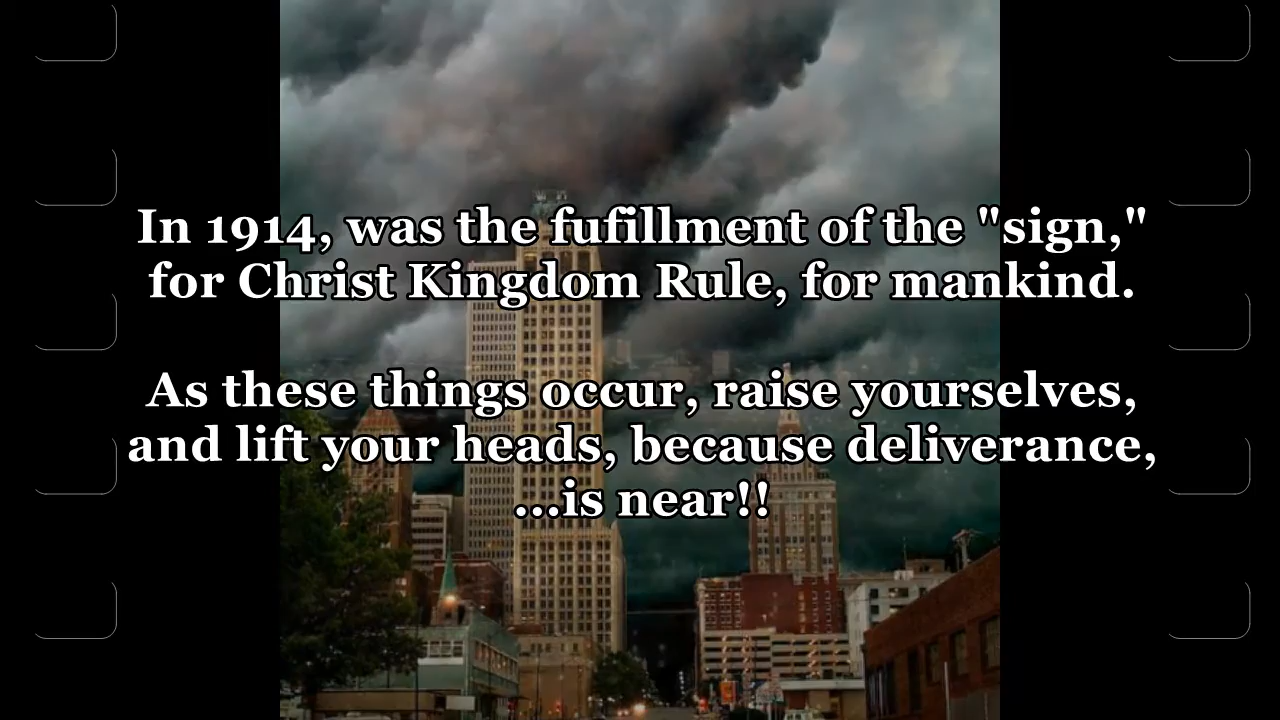 In 1914, was the fufillment of the "sign,"
for Christ Kingdom Rule, for mankind.
As these things occur, raise yourselves,
and lift your heads, because deliverance,
...is near!!